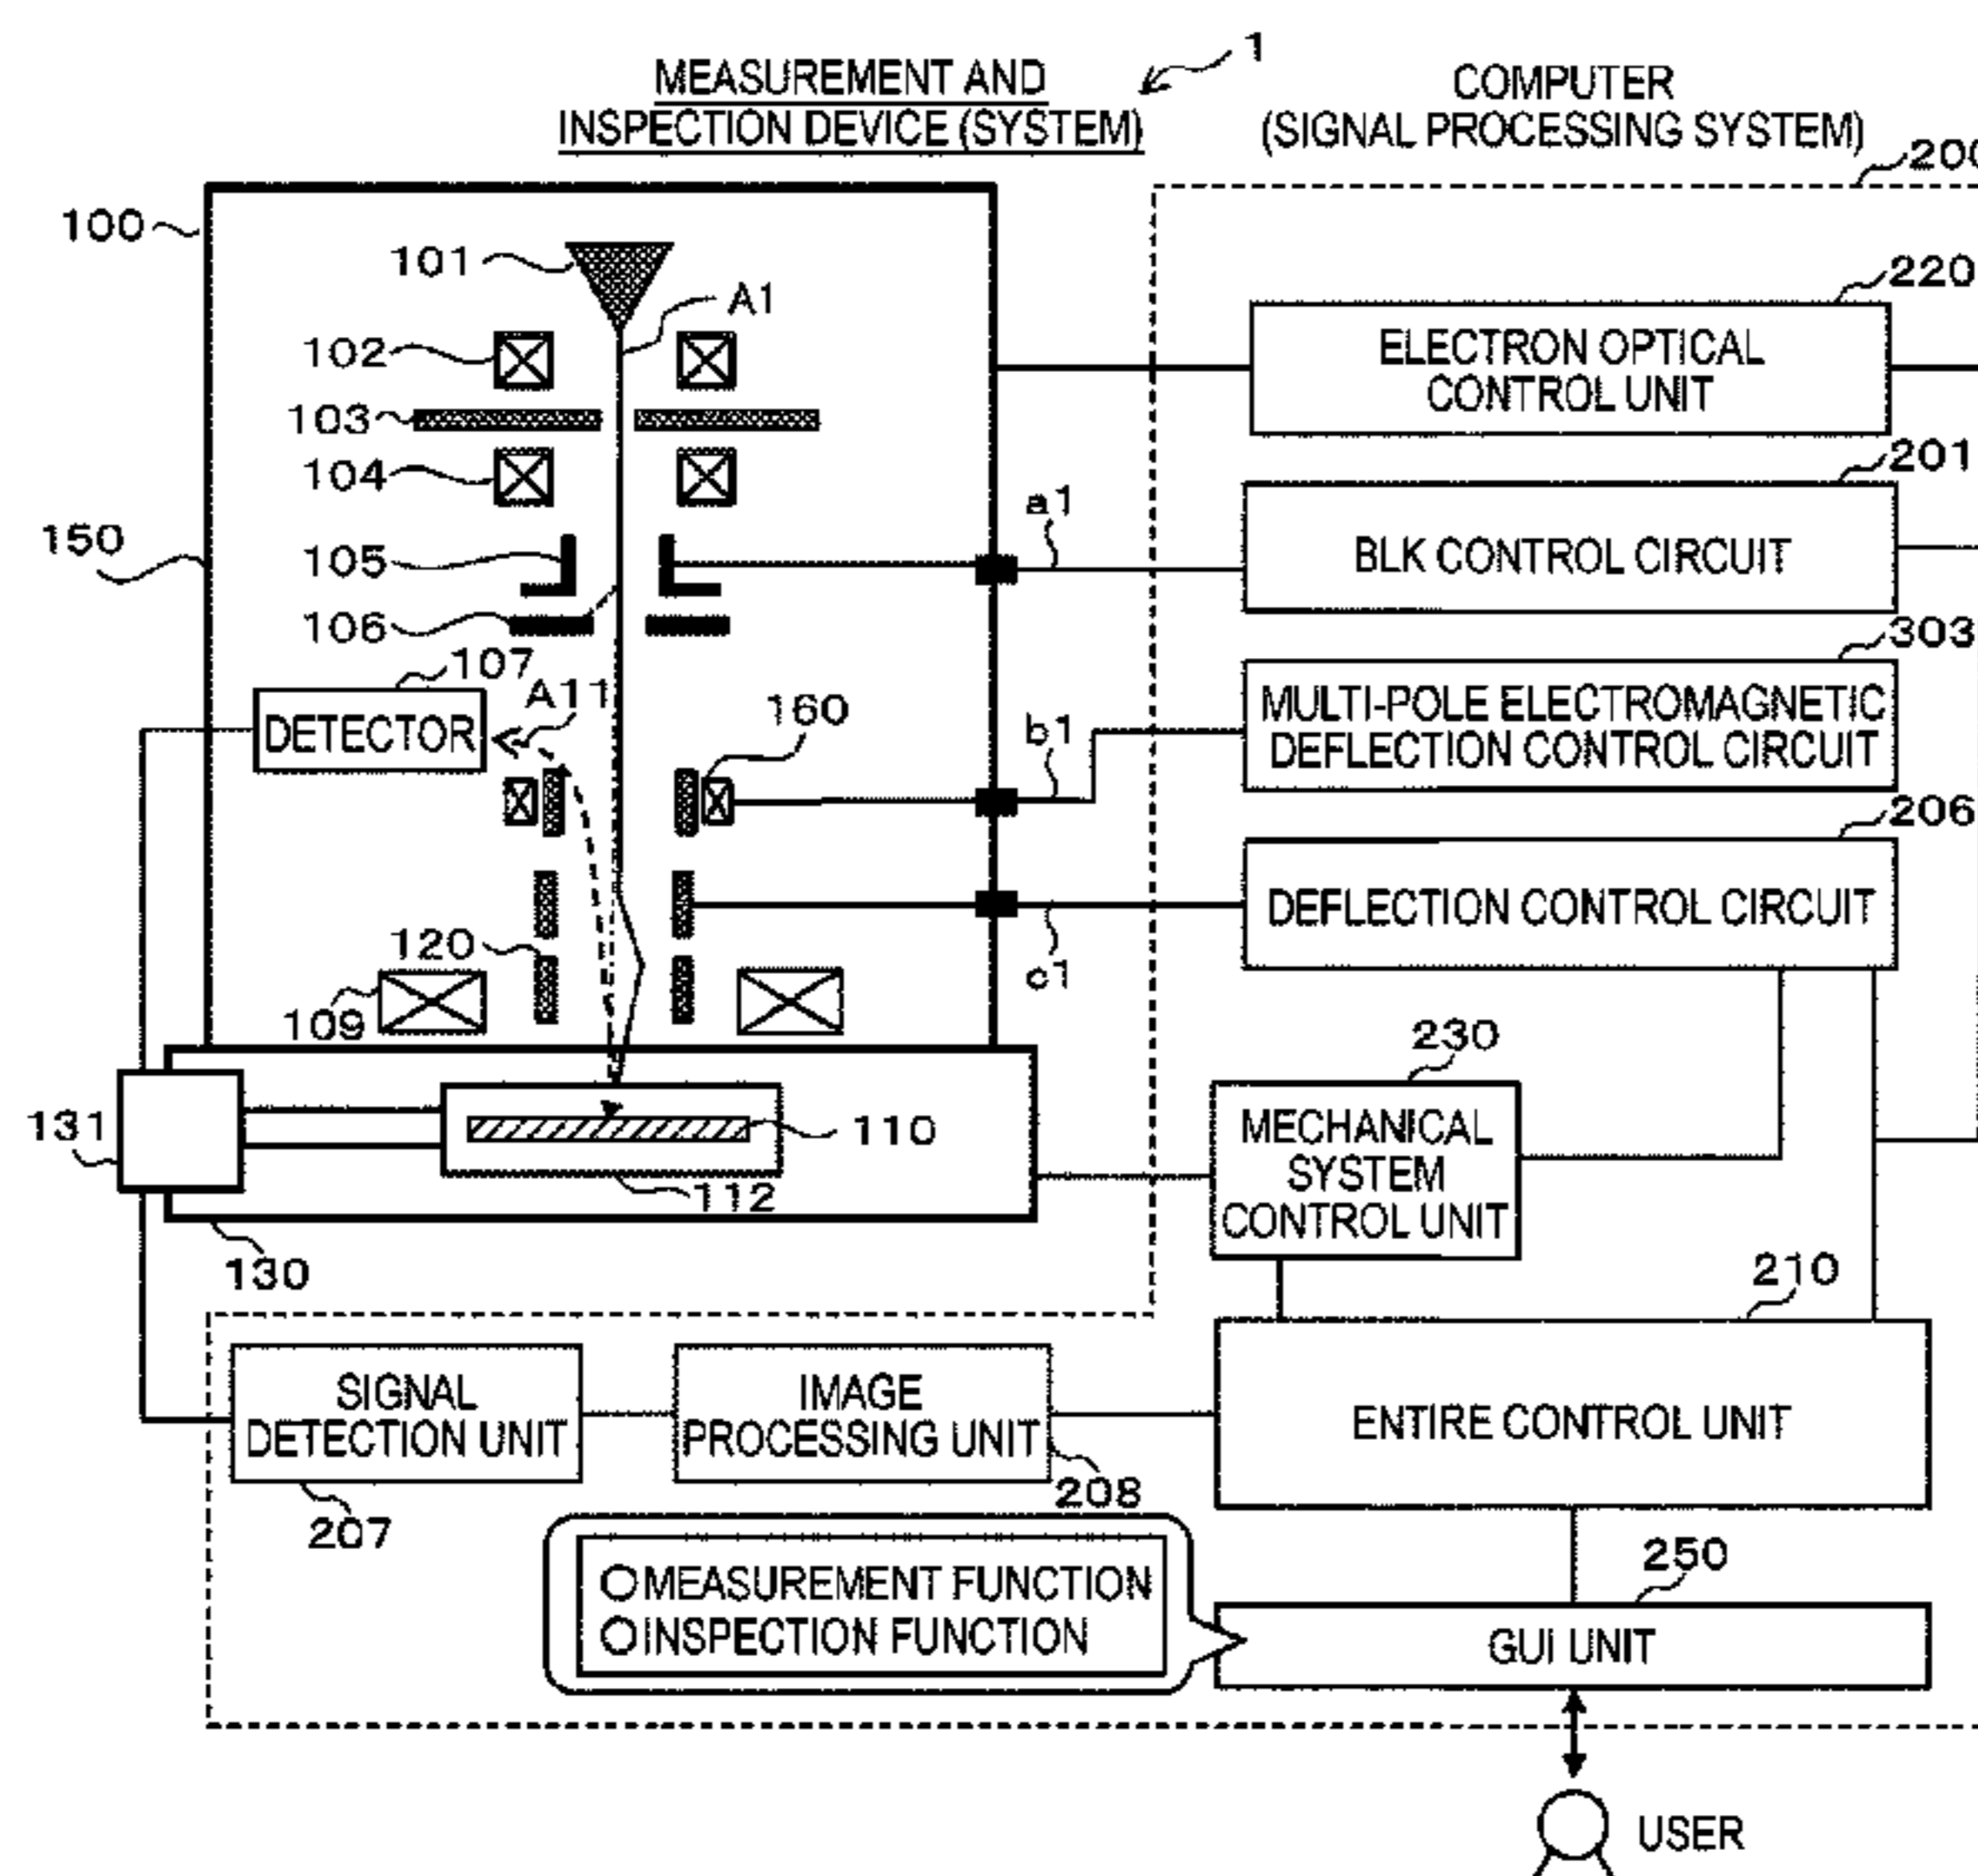 1
MEASUREMENT AND
INSPECTION DEVICE (SYSTEM)
COMPUTER
(SIGNAL PROCESSING SYSTEM)
200
100
101
A1
102
103
104
150
105
106
107
A11
DETECTOR
160
120
109
a1
b1
c1
220
ELECTRON OPTICAL
CONTROL UNIT
201
BLK CONTROL CIRCUIT
303
MULTI-POLE ELECTROMAGNETIC
DEFLECTION CONTROL CIRCUIT
206
DEFLECTION CONTROL CIRCUIT
131
110
112
130
230
MECHANICAL
SYSTEM
CONTROL UNIT
210
ENTIRE CONTROL UNIT
SIGNAL
DETECTION UNIT
207
IMAGE
PROCESSING UNIT
208
○MEASUREMENT FUNCTION
○INSPECTION FUNCTION
250
GUI UNIT
USER